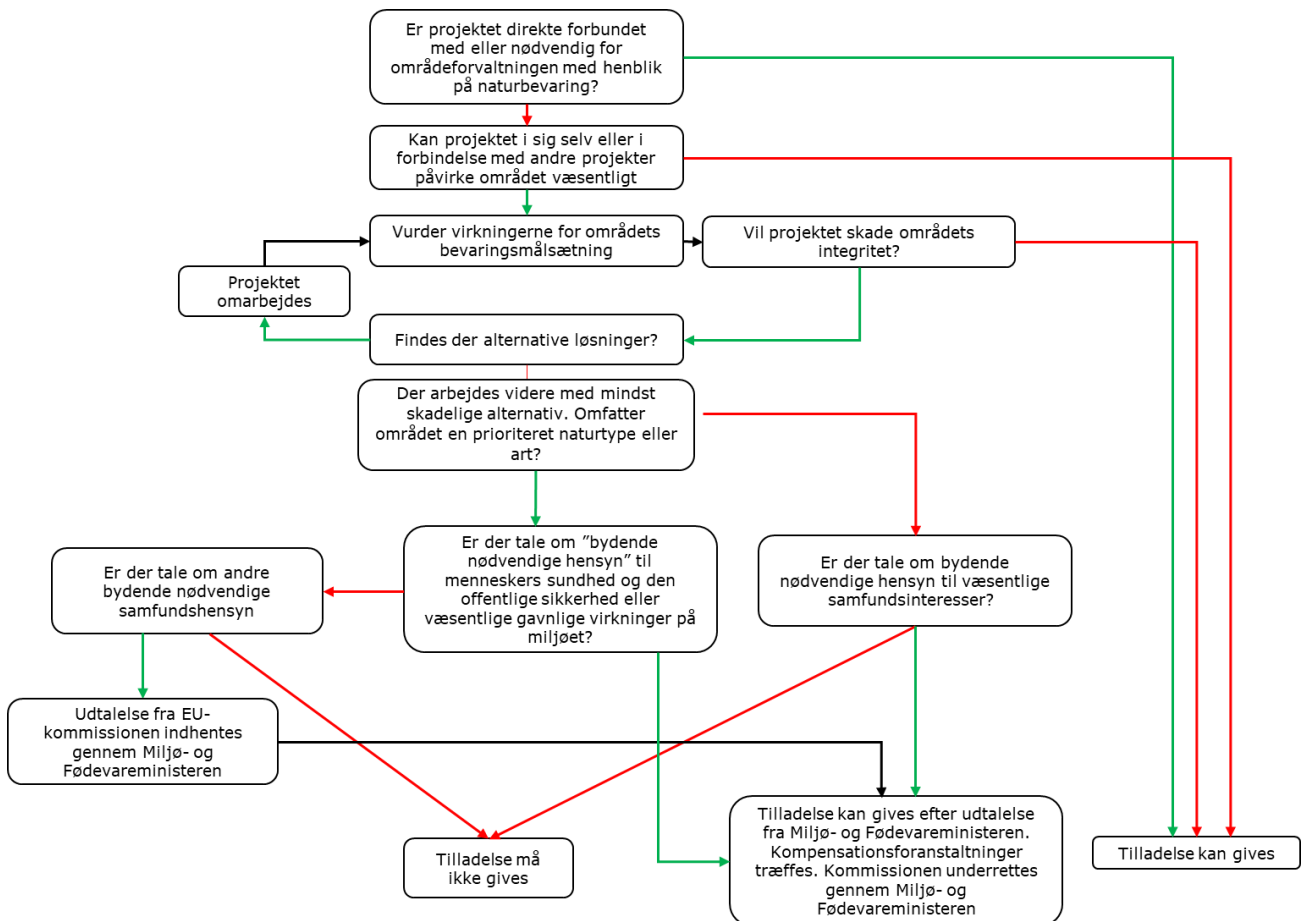 Er projektet direkte forbundet
med eller nødvendig for
områdeforvaltningen med henblik
på naturbevaring?
Kan projektet i sig selv eller i
forbindelse med andre projekter
påvirke området væsentligt
Vurder virkningerne for områdets
bevaringsmålsætning
Vil projektet skade områdets
integritet?
Projektet
omarbejdes
Findes der alternative løsninger?
Der arbejdes videre med mindst
skadelige alternativ. Omfatter
området en prioriteret naturtype eller
art?
Er der tale om andre
bydende nødvendige
samfundshensyn
Er der tale om ”bydende
nødvendige hensyn” til
menneskers sundhed og den
offentlige sikkerhed eller
væsentlige gavnlige virkninger på
miljøet?
Er der tale om bydende
nødvendige hensyn til væsentlige
samfundsinteresser?
Udtalelse fra EU-
kommissionen indhentes
gennem Miljø- og
Fødevareministeren
Tilladelse må
ikke gives
Tilladelse kan gives efter udtalelse
fra Miljø- og Fødevareministeren.
Kompensationsforanstaltninger
træffes. Kommissionen underrettes
gennem Miljø- og
Fødevareministeren
Tilladelse kan gives